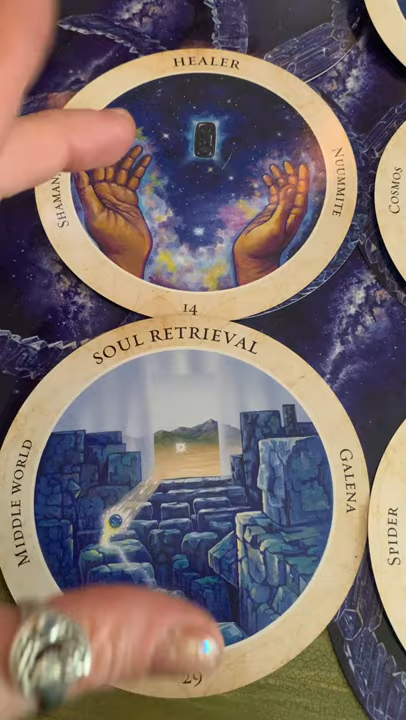 HEALER
SHAMAN
NUUMMITE
14
COSMOS
SOUL RETRIEVAL
MIDDLE WORLD
GALENA
SPIDER
29